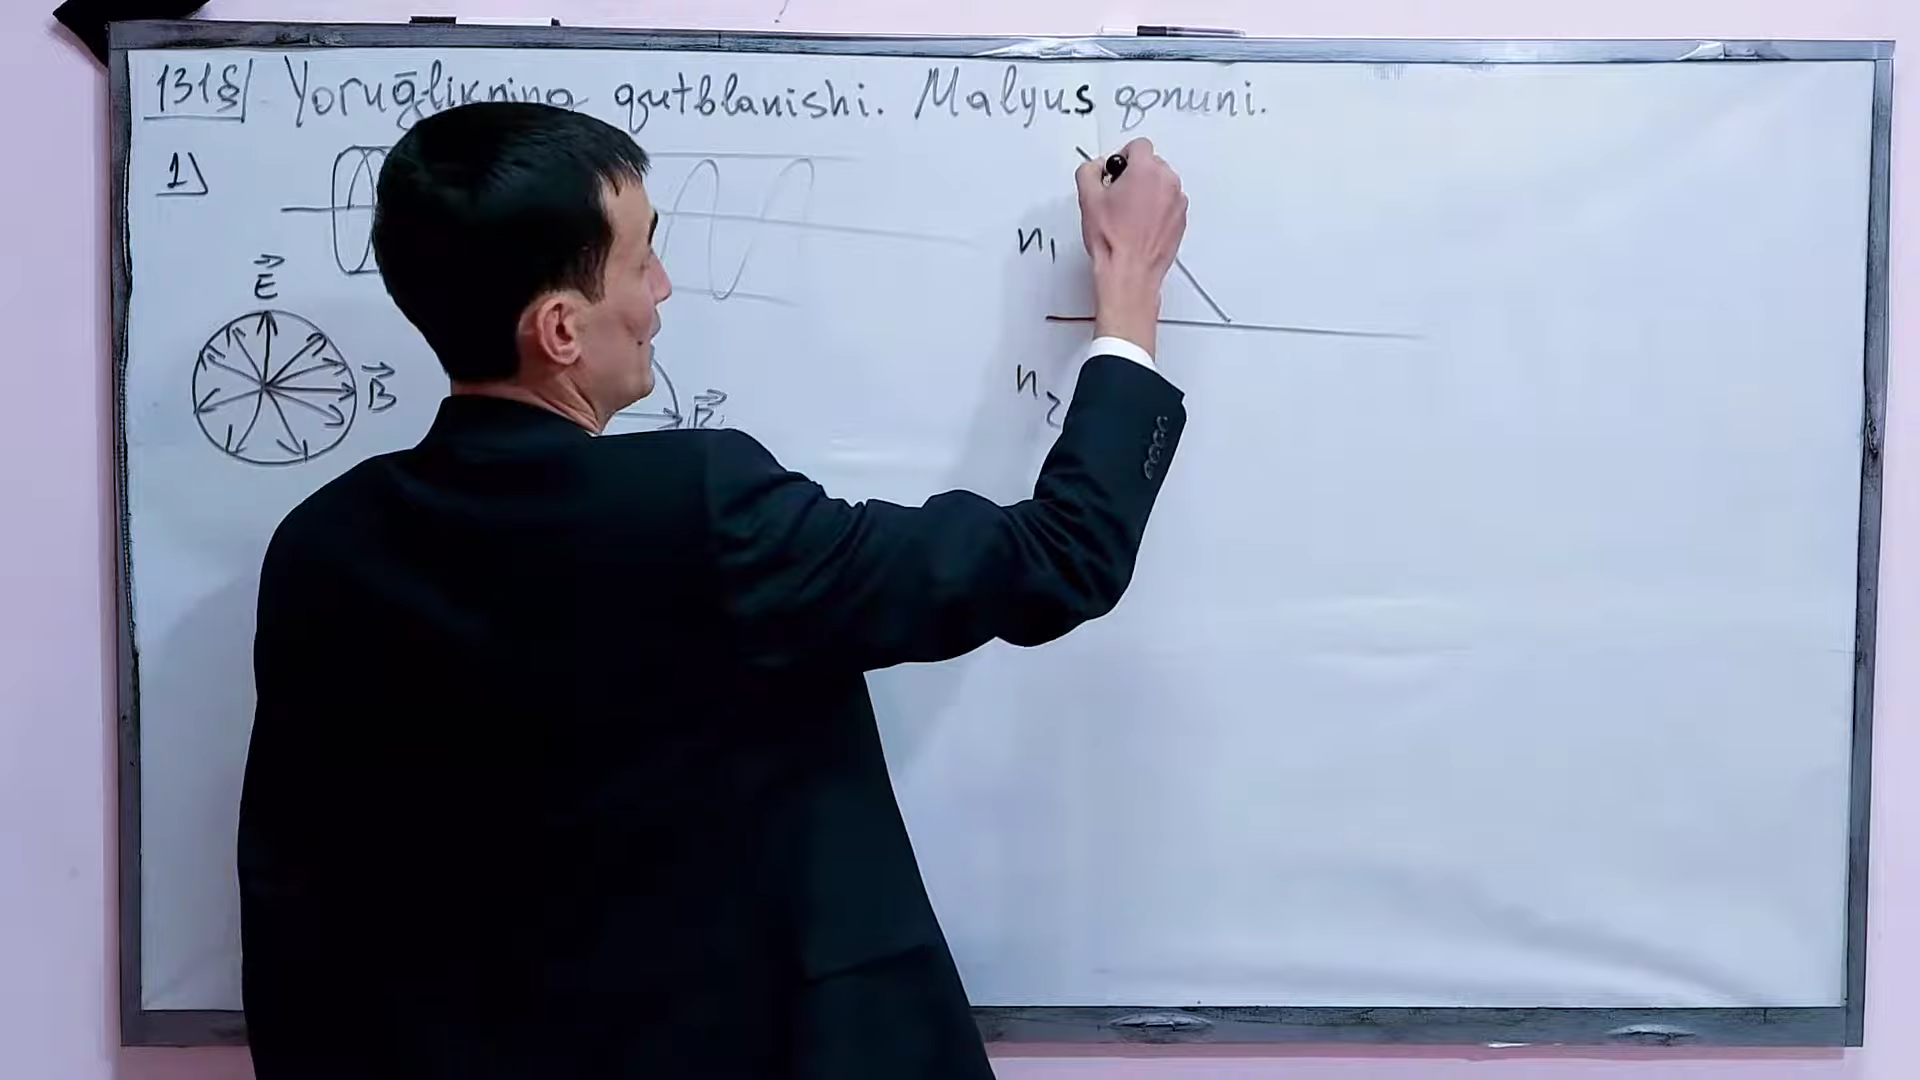 131§/ Yorug̅likning qutblanishi. Malyus qonuni.
1)
n₁
E⃗
B⃗
n₂